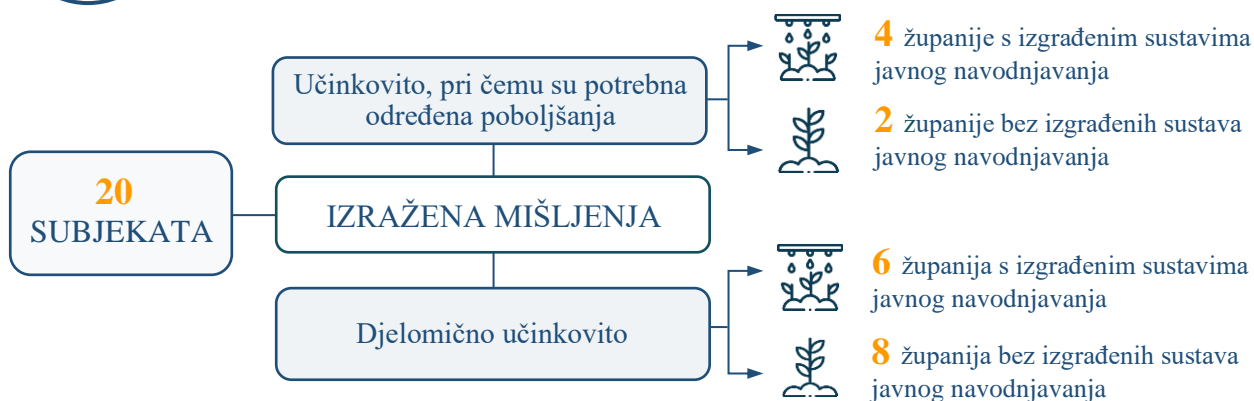 20
SUBJEKATA
Učinkovito, pri čemu su potrebna
određena poboljšanja
IZRAŽENA MIŠLJENJA
Djelomično učinkovito
4 županije s izgrađenim sustavima
javnog navodnjavanja
2 županije bez izgrađenih sustava
javnog navodnjavanja
6 županija s izgrađenim sustavima
javnog navodnjavanja
8 županija bez izgrađenih sustava
javnog navodnjavanja